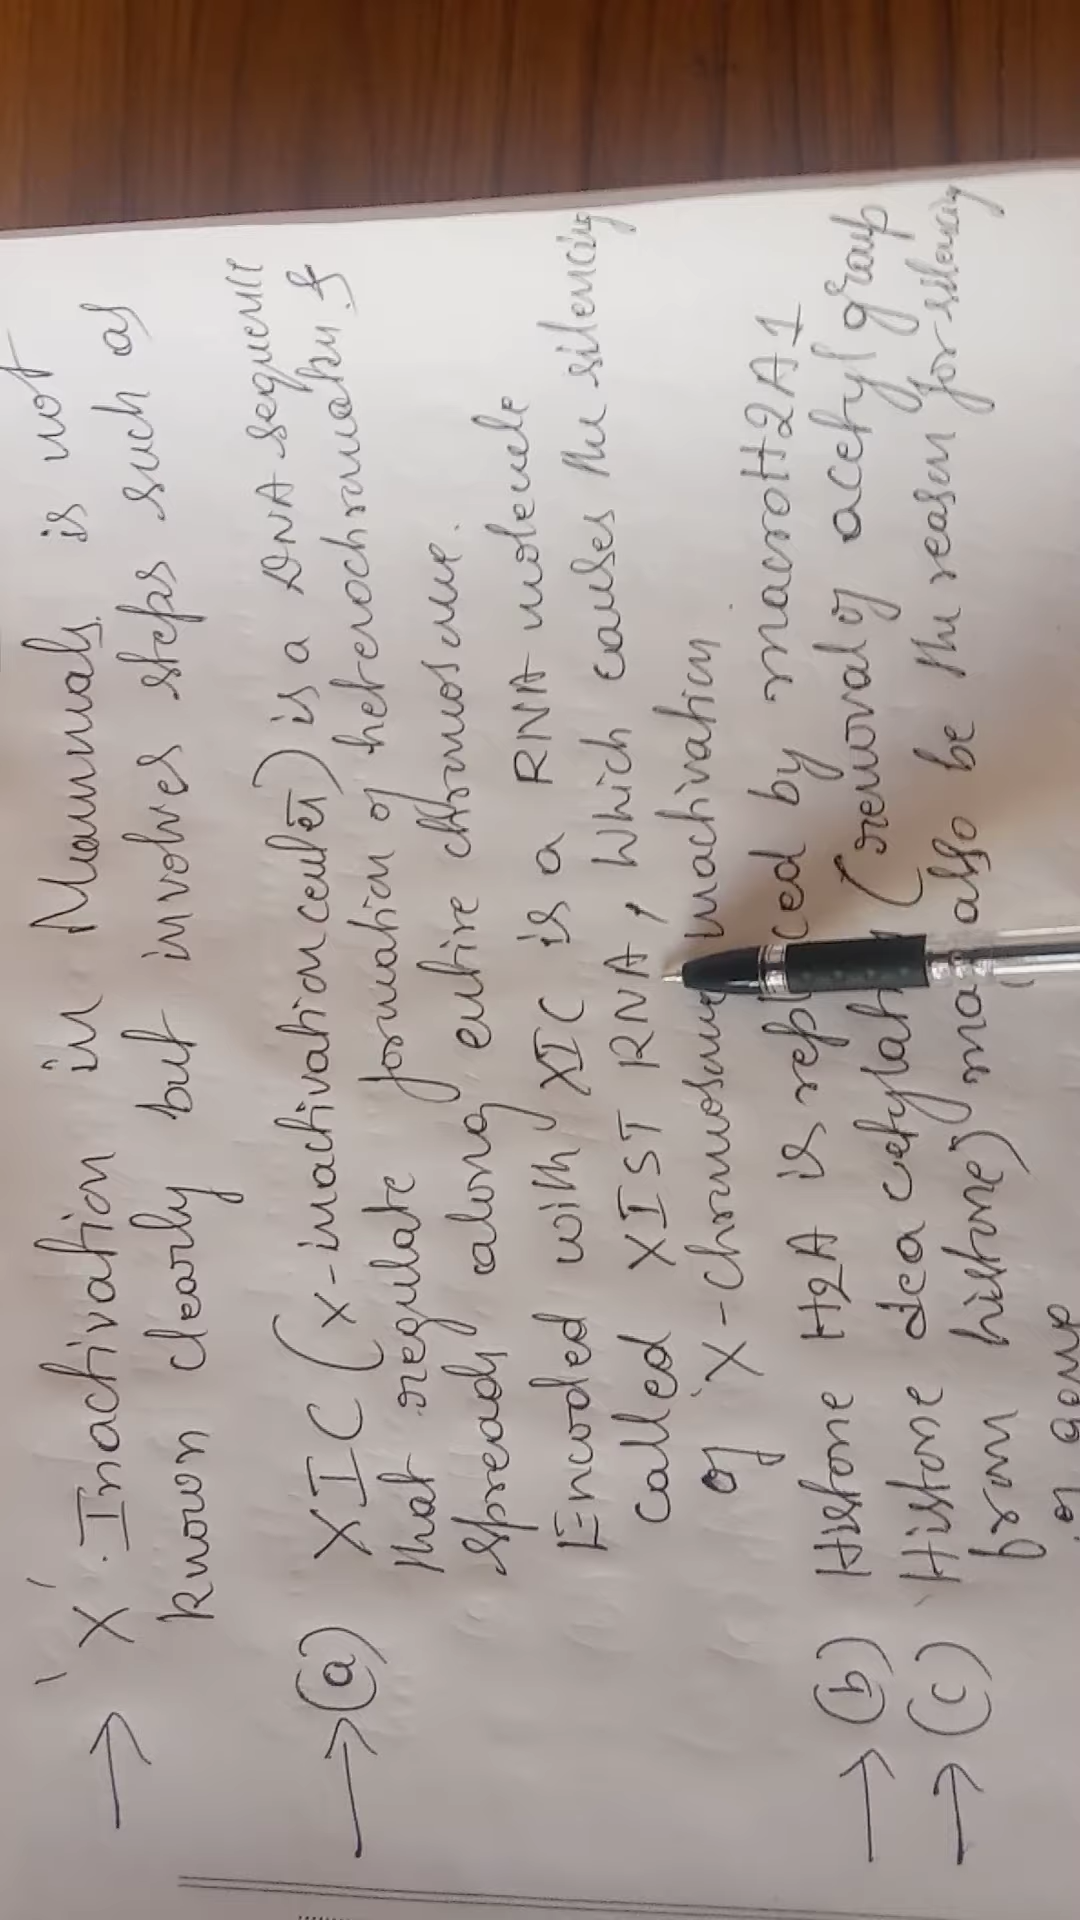 → 'X'. Inactivation in Mammals is not
known clearly but involves steps such as
→ (a) XIC (X-inactivation center) is a DNA sequence
that regulate formation of heterochromatin &
spreads along entire chromosome.
Encoded with XIC is a RNA molecule
called XIST RNA, which causes the silencing
of X-chromosome inactivation
→ (b) Histone H2A is replaced by macroH2A1
→ (c) Histone deacetylat (removal of acetyl group
from histone) may also be the reason for silencing
of gene